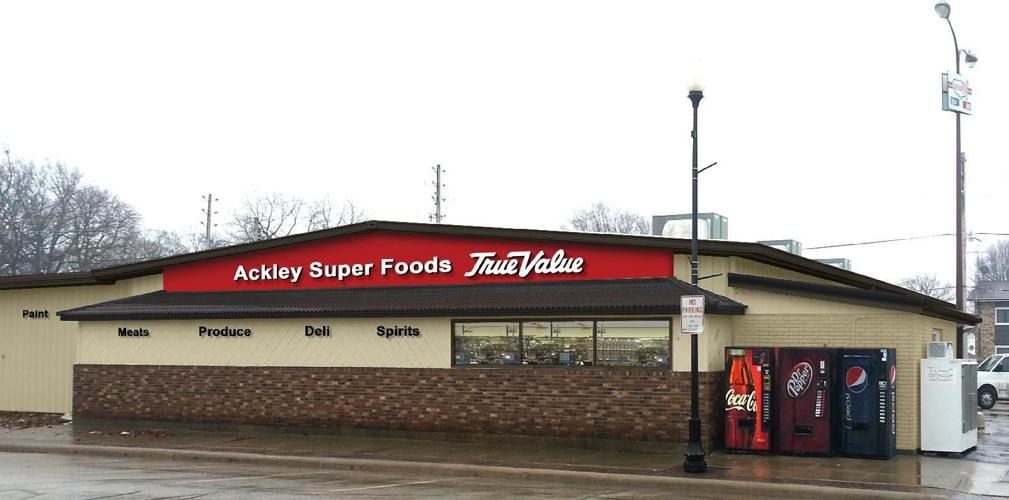 Ackley Super Foods True Value
Paint
Meats Produce Deli Spirits
NO
PARKING
Coca-Cola
Dr Pepper
pepsi